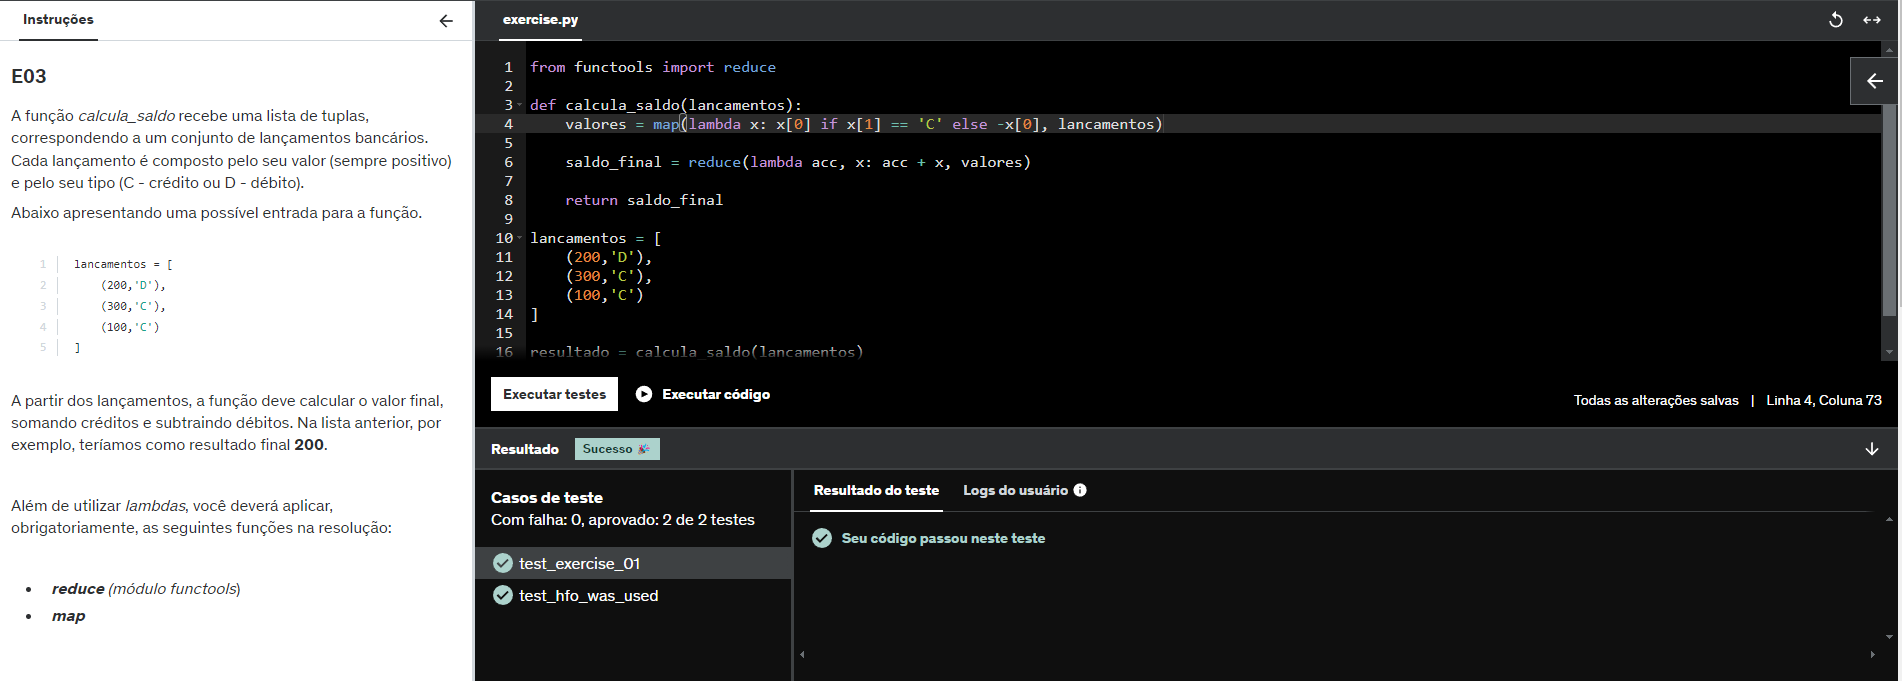 Instruções
E03
A função calcula_saldo recebe uma lista de tuplas,
correspondendo a um conjunto de lançamentos bancários.
Cada lançamento é composto pelo seu valor (sempre positivo)
e pelo seu tipo (C - crédito ou D - débito).
Abaixo apresentando uma possível entrada para a função.
1 lancamentos = [
2 (200,'D'),
3 (300,'C'),
4 (100,'C')
5 ]
A partir dos lançamentos, a função deve calcular o valor final,
somando créditos e subtraindo débitos. Na lista anterior, por
exemplo, teríamos como resultado final 200.
Além de utilizar lambdas, você deverá aplicar,
obrigatoriamente, as seguintes funções na resolução:
• reduce (módulo functools)
• map
exercise.py
1 from functools import reduce
2
3 def calcula_saldo(lancamentos):
4 valores = map(lambda x: x[0] if x[1] == 'C' else -x[0], lancamentos)
5
6 saldo_final = reduce(lambda acc, x: acc + x, valores)
7
8 return saldo_final
9
10 lancamentos = [
11 (200,'D'),
12 (300,'C'),
13 (100,'C')
14 ]
15
16 resultado = calcula_saldo(lancamentos)
Executar testes
Executar código
Todas as alterações salvas | Linha 4, Coluna 73
Resultado
Sucesso 🎉
Casos de teste
Com falha: 0, aprovado: 2 de 2 testes
test_exercise_01
test_hfo_was_used
Resultado do teste
Logs do usuário
Seu código passou neste teste